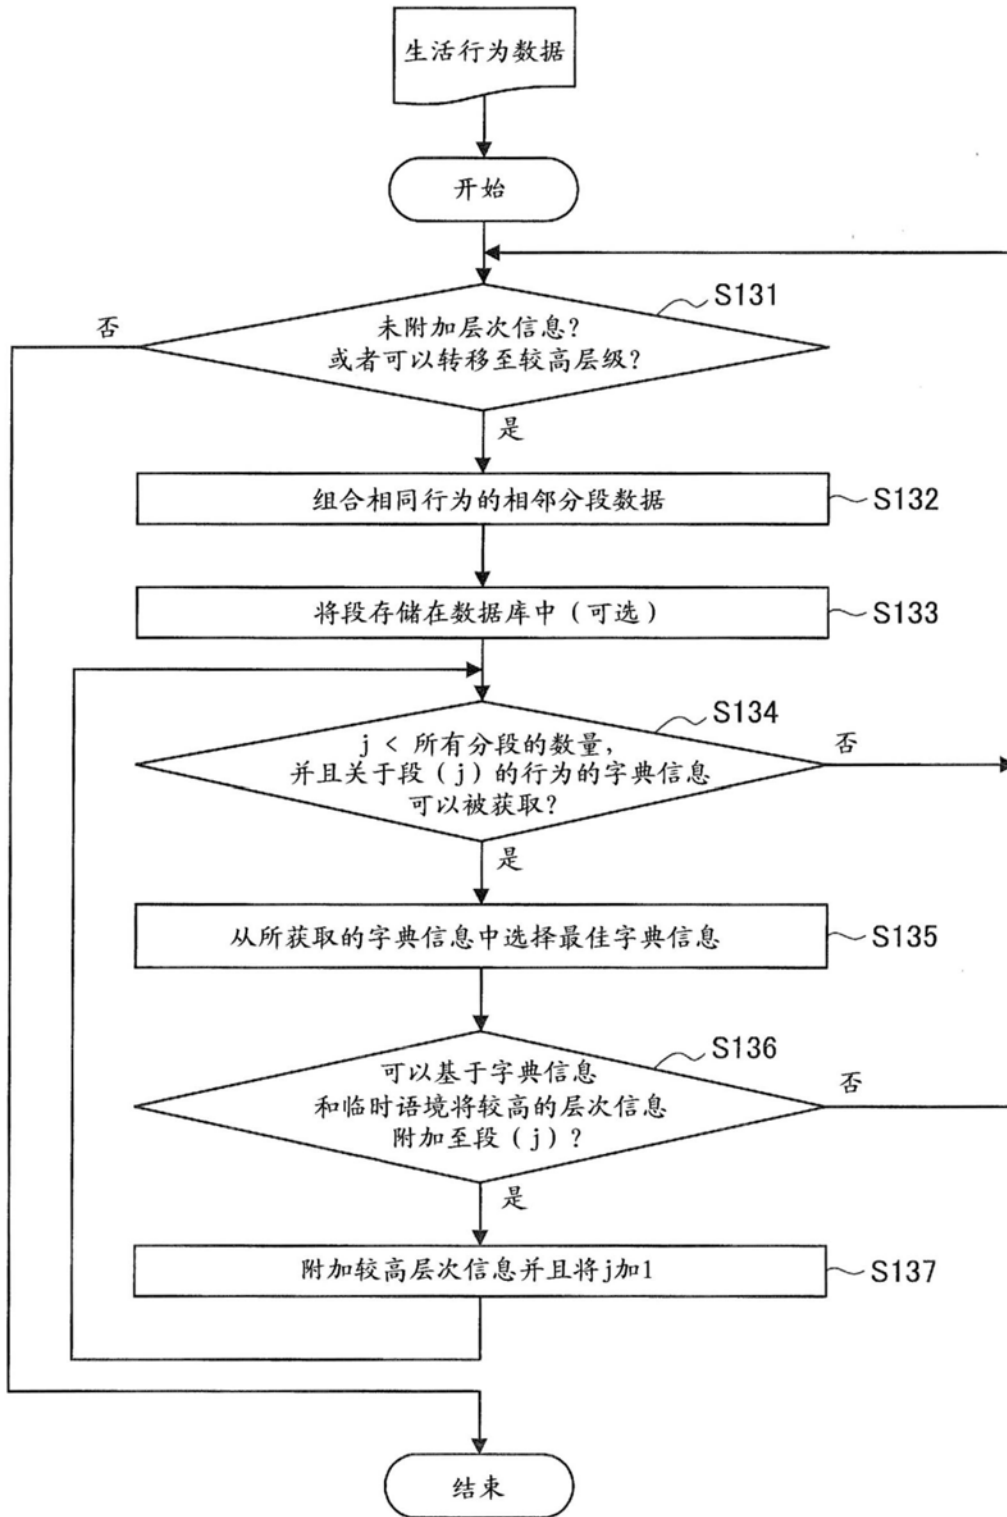 生活行为数据
开始
S131
否
未附加层次信息?
或者可以转移至较高层级?
是
组合相同行为的相邻分段数据
S132
将段存储在数据库中(可选)
S133
S134
j < 所有分段的数量,
并且关于段(j)的行为的字典信息
可以被获取?
否
是
从所获取的字典信息中选择最佳字典信息
S135
S136
可以基于字典信息
和临时语境将较高的层次信息
附加至段(j)?
否
是
附加较高层次信息并且将j加1
S137
结束